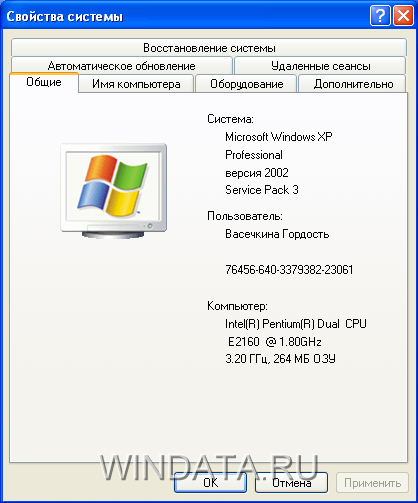 Свойства системы
Восстановление системы
Автоматическое обновление Удаленные сеансы
Общие Имя компьютера Оборудование Дополнительно
Система:
Microsoft Windows XP
Professional
версия 2002
Service Pack 3
Пользователь:
Васечкина Гордость
76456-640-3379382-23061
Компьютер:
Intel(R) Pentium(R) Dual CPU
E2160 @ 1.80GHz
3.20 ГГц, 264 МБ ОЗУ
WINDATA.RU
OK Отмена Применить